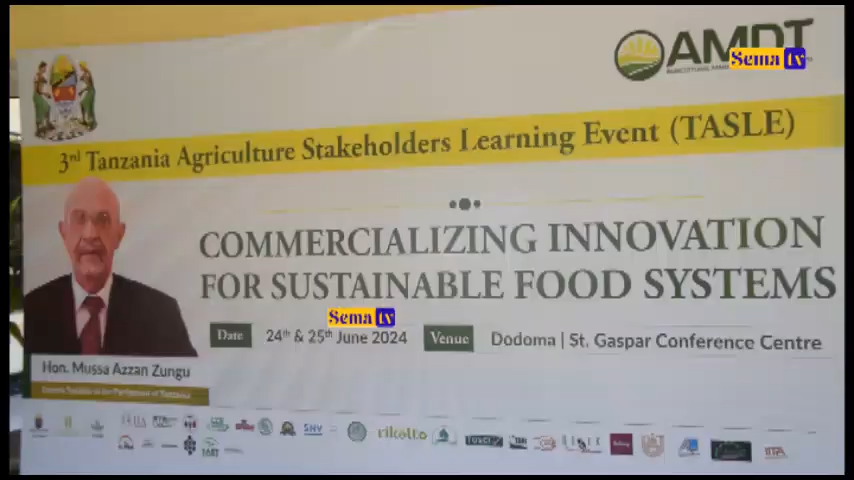 AMDT
Sema tv
3rd Tanzania Agriculture Stakeholders Learning Event (TASLE)
COMMERCIALIZING INNOVATION
FOR SUSTAINABLE FOOD SYSTEMS
Sema tv
Date 24th & 25th June 2024 Venue Dodoma | St. Gaspar Conference Centre
Hon. Mussa Azzan Zungu
SNV rikolto